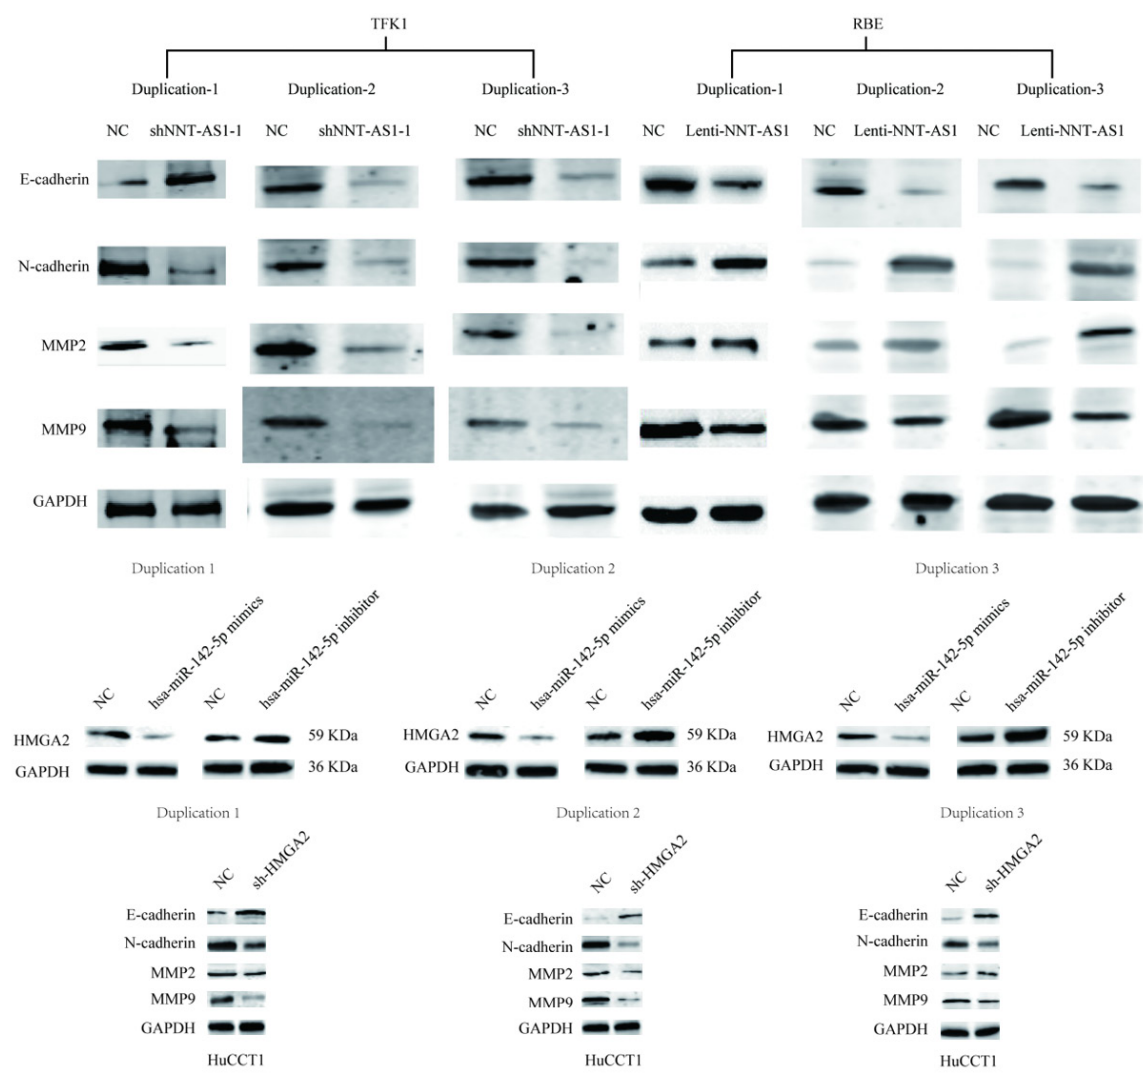 TFK1 RBE
Duplication-1 Duplication-2 Duplication-3 Duplication-1 Duplication-2 Duplication-3
NC shNNT-AS1-1 NC shNNT-AS1-1 NC shNNT-AS1-1 NC Lenti-NNT-AS1 NC Lenti-NNT-AS1 NC Lenti-NNT-AS1
E-cadherin
N-cadherin
MMP2
MMP9
GAPDH
Duplication 1 Duplication 2 Duplication 3
NC hsa-miR-142-5p mimics NC hsa-miR-142-5p inhibitor NC hsa-miR-142-5p mimics NC hsa-miR-142-5p inhibitor NC hsa-miR-142-5p mimics NC hsa-miR-142-5p inhibitor
HMGA2 59 KDa HMGA2 59 KDa HMGA2 59 KDa
GAPDH 36 KDa GAPDH 36 KDa GAPDH 36 KDa
Duplication 1 Duplication 2 Duplication 3
NC sh-HMGA2 NC sh-HMGA2 NC sh-HMGA2
E-cadherin E-cadherin E-cadherin
N-cadherin N-cadherin N-cadherin
MMP2 MMP2 MMP2
MMP9 MMP9 MMP9
GAPDH GAPDH GAPDH
HuCCT1 HuCCT1 HuCCT1